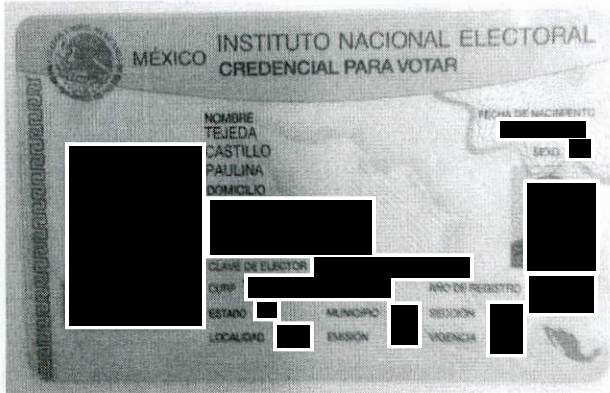 MÉXICO INSTITUTO NACIONAL ELECTORAL
CREDENCIAL PARA VOTAR
NOMBRE
TEJEDA
CASTILLO
PAULINA
DOMICILIO
FECHA DE NACIMIENTO
SEXO
CLAVE DE ELECTOR
CURP AÑO DE REGISTRO
ESTADO MUNICIPIO SECCIÓN
LOCALIDAD EMISIÓN VIGENCIA